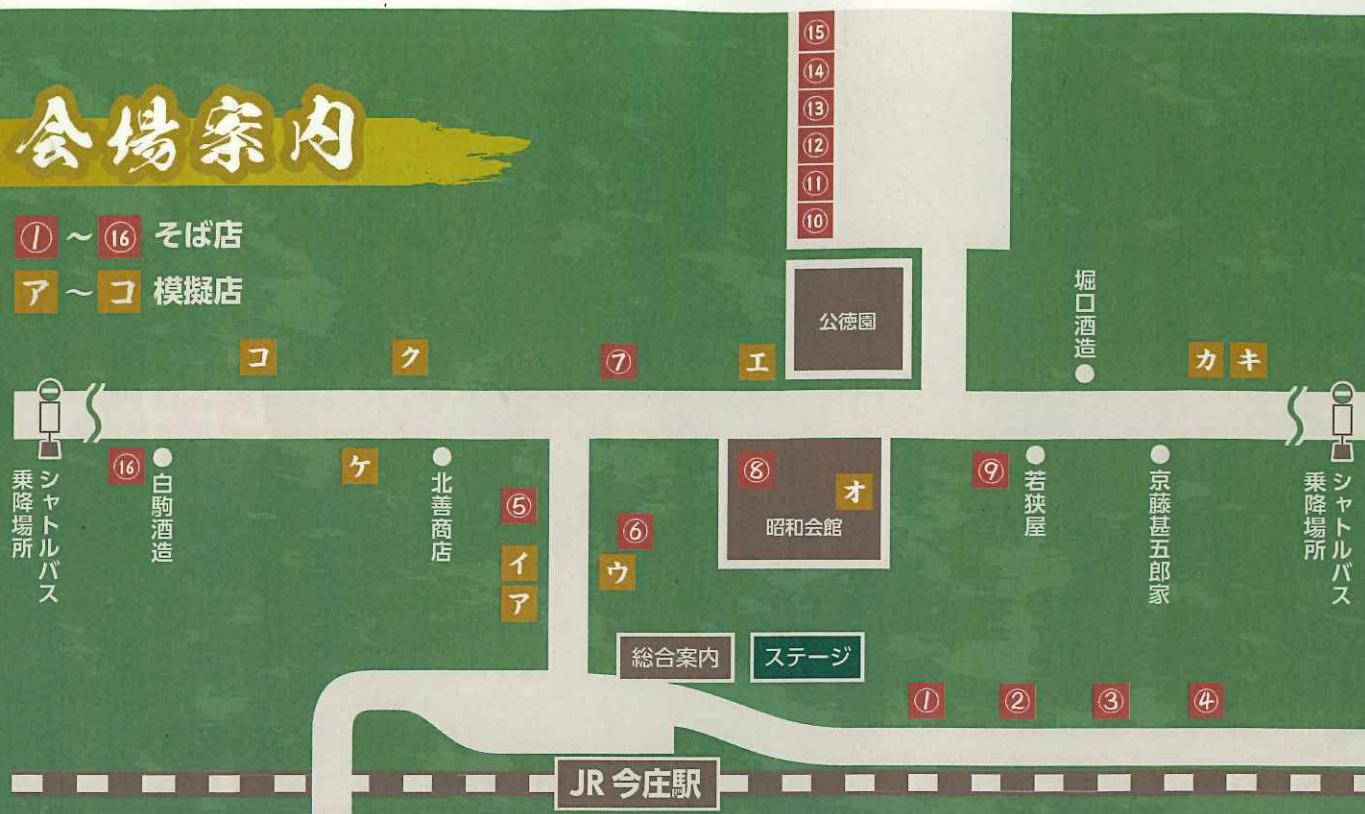 会場案内
①～⑯ そば店
ア～コ 模擬店
⑮
⑭
⑬
⑫
⑪
⑩
公徳園
堀口酒造
コ
ク
⑦
エ
カ キ
シャトルバス
乗降場所
⑯
白駒酒造
ケ
北善商店
⑤
イ
ア
⑥
ウ
⑧
オ
昭和会館
⑨
若狭屋
京藤甚五郎家
シャトルバス
乗降場所
総合案内
ステージ
①
②
③
④
JR 今庄駅